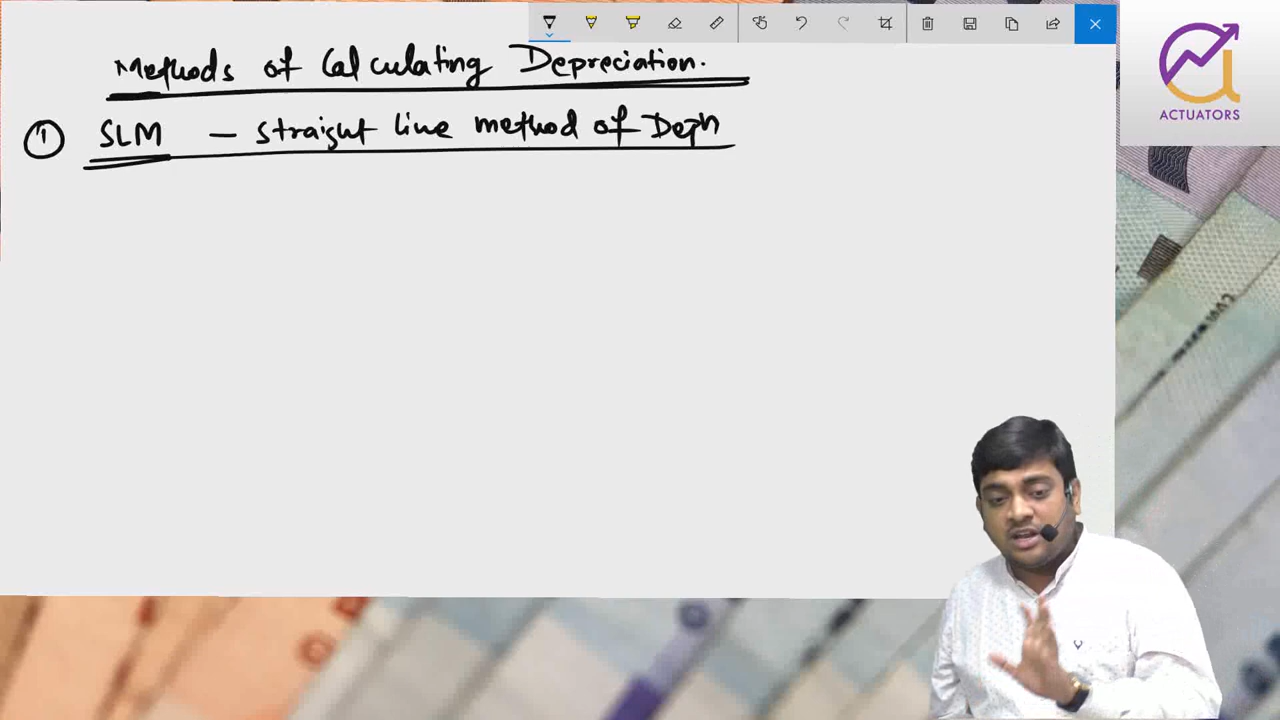 Methods of Calculating Depreciation.
① SLM – Straight line method of Depn
ACTUATORS